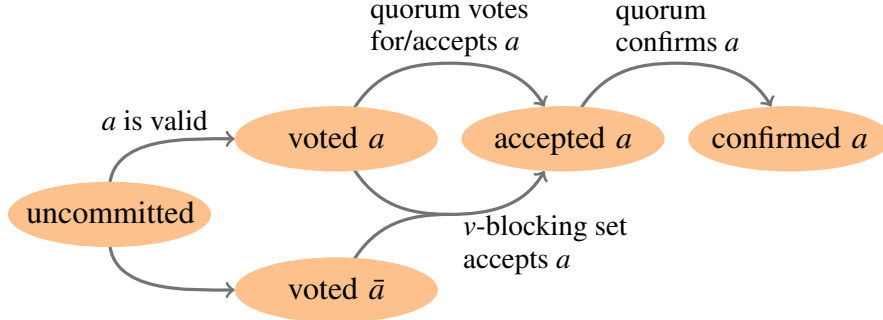 quorum votes
for/accepts a
quorum
confirms a
a is valid
voted a
accepted a
confirmed a
uncommitted
v-blocking set
accepts a
voted ā